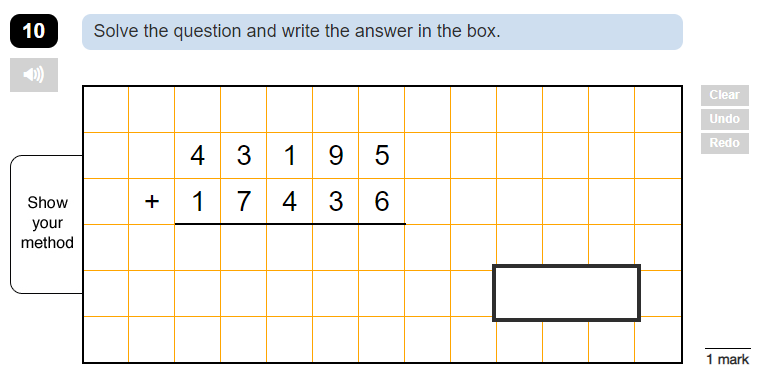 10
Solve the question and write the answer in the box.
Clear
Undo
Redo
4 3 1 9 5
+ 1 7 4 3 6
Show
your
method
1 mark